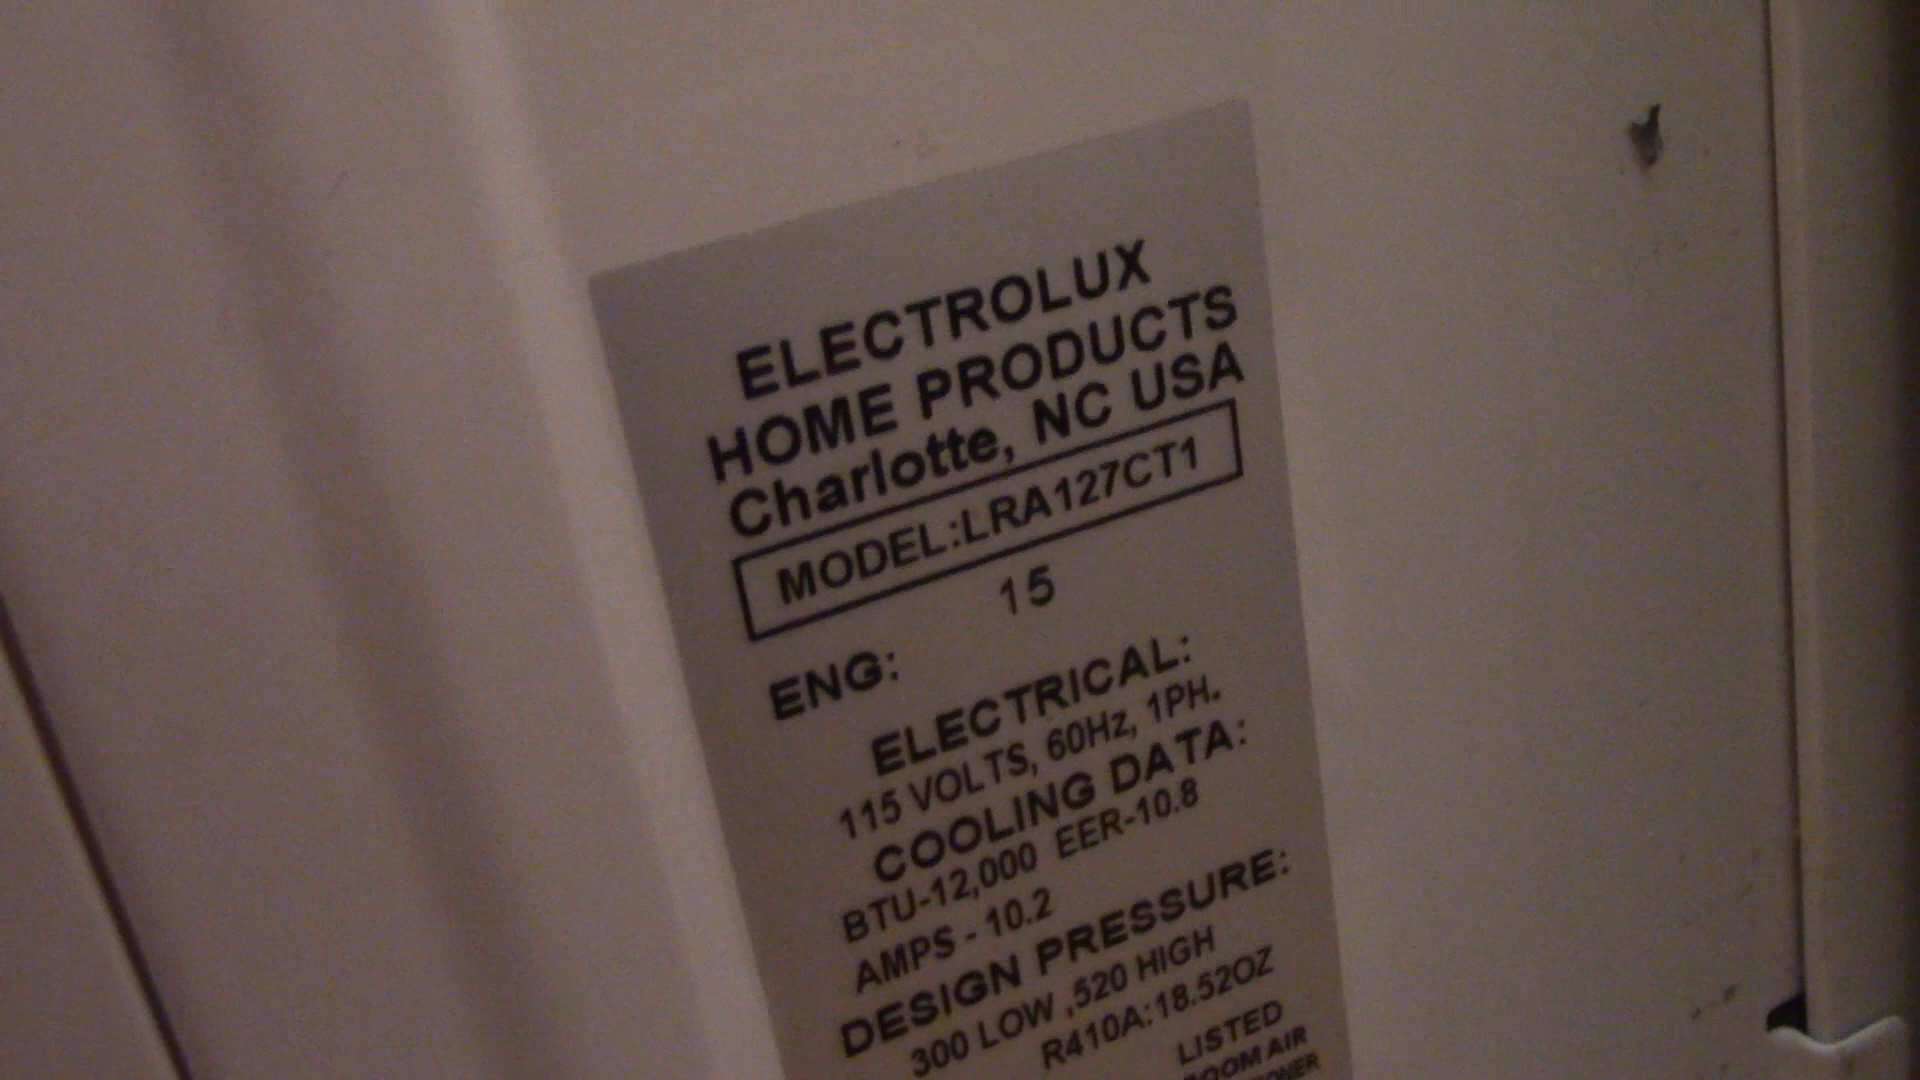 ELECTROLUX
HOME PRODUCTS
Charlotte, NC USA
MODEL:LRA127CT1
15
ENG:
ELECTRICAL:
115 VOLTS, 60Hz, 1PH.
COOLING DATA:
BTU-12,000 EER-10.8
AMPS - 10.2
DESIGN PRESSURE:
300 LOW ,520 HIGH
R410A:18.52OZ
LISTED
AIR